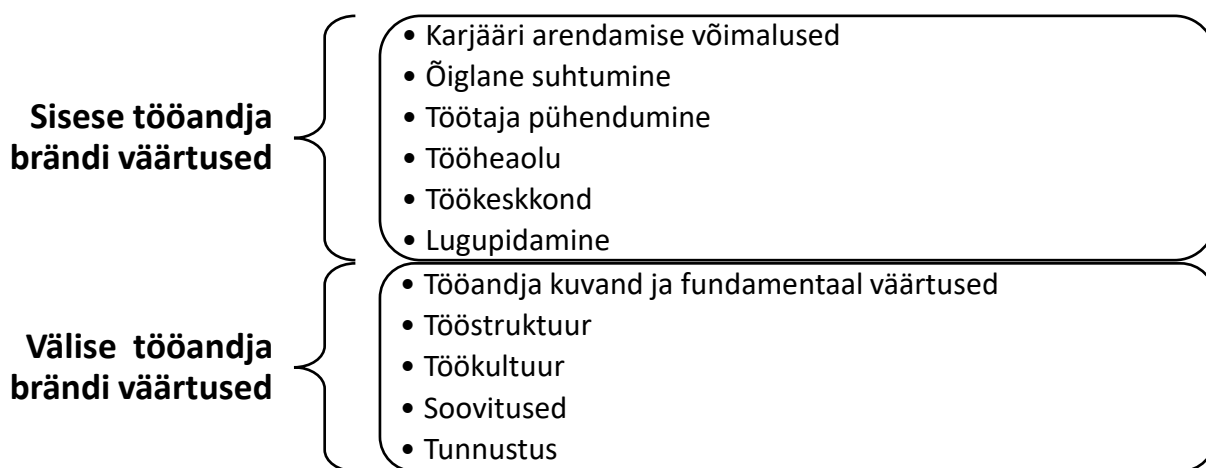 Sisese tööandja
brändi väärtused
• Karjääri arendamise võimalused
• Õiglane suhtumine
• Töötaja pühendumine
• Tööheaolu
• Töökeskkond
• Lugupidamine
Välise  tööandja
brändi väärtused
• Tööandja kuvand ja fundamentaal väärtused
• Tööstruktuur
• Töökultuur
• Soovitused
• Tunnustus